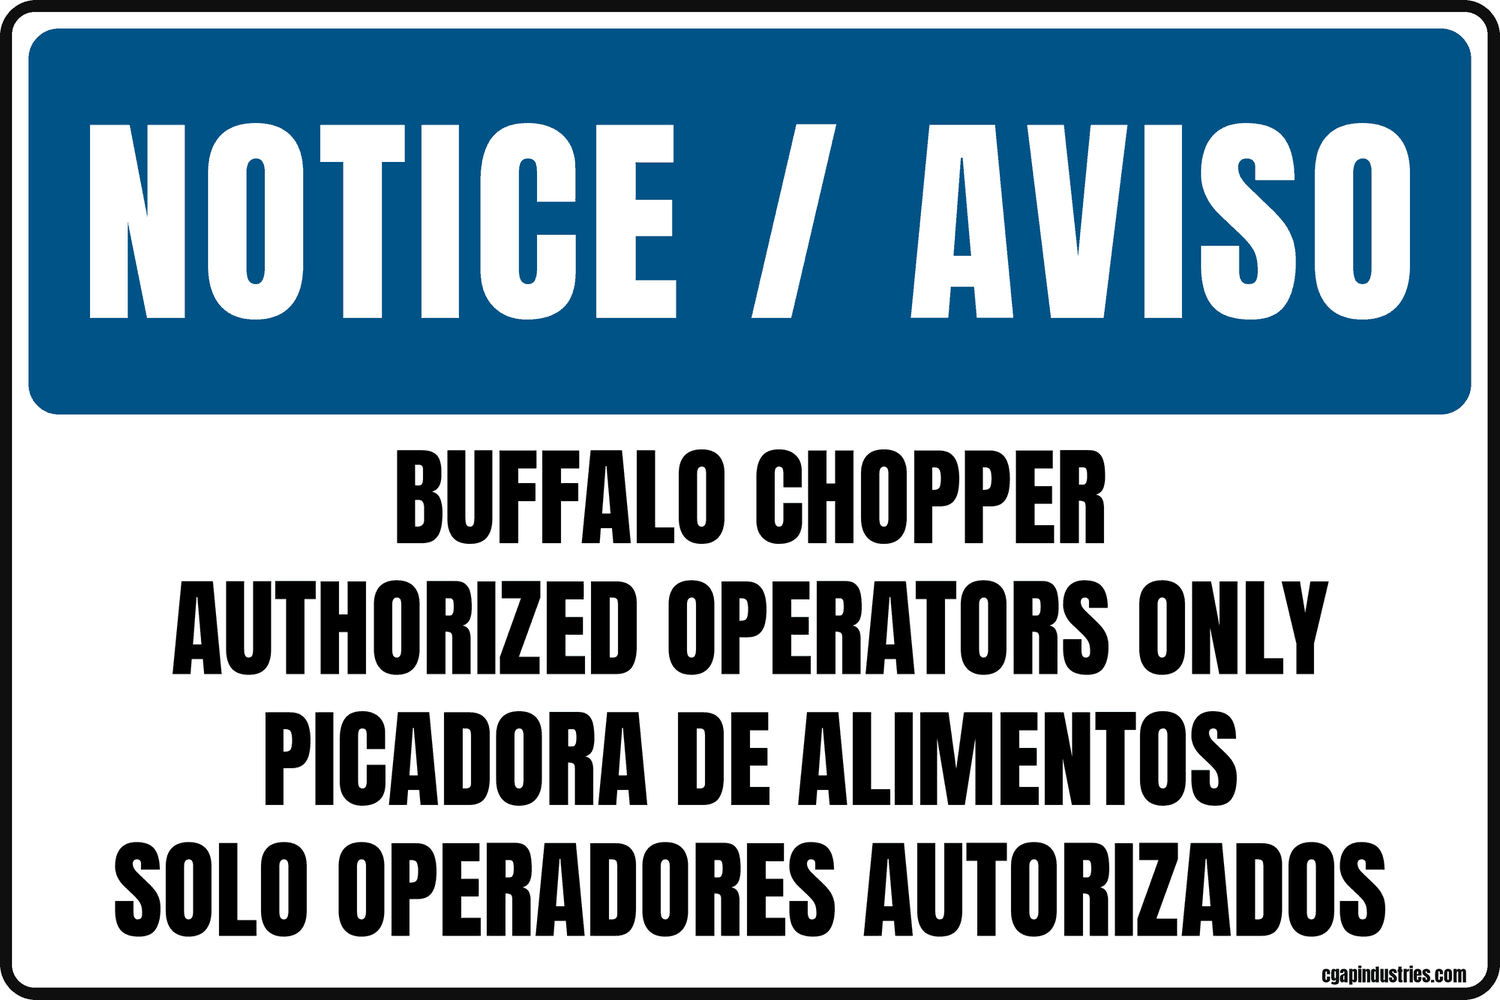 NOTICE / AVISO
BUFFALO CHOPPER
AUTHORIZED OPERATORS ONLY
PICADORA DE ALIMENTOS
SOLO OPERADORES AUTORIZADOS
cgapindustries.com